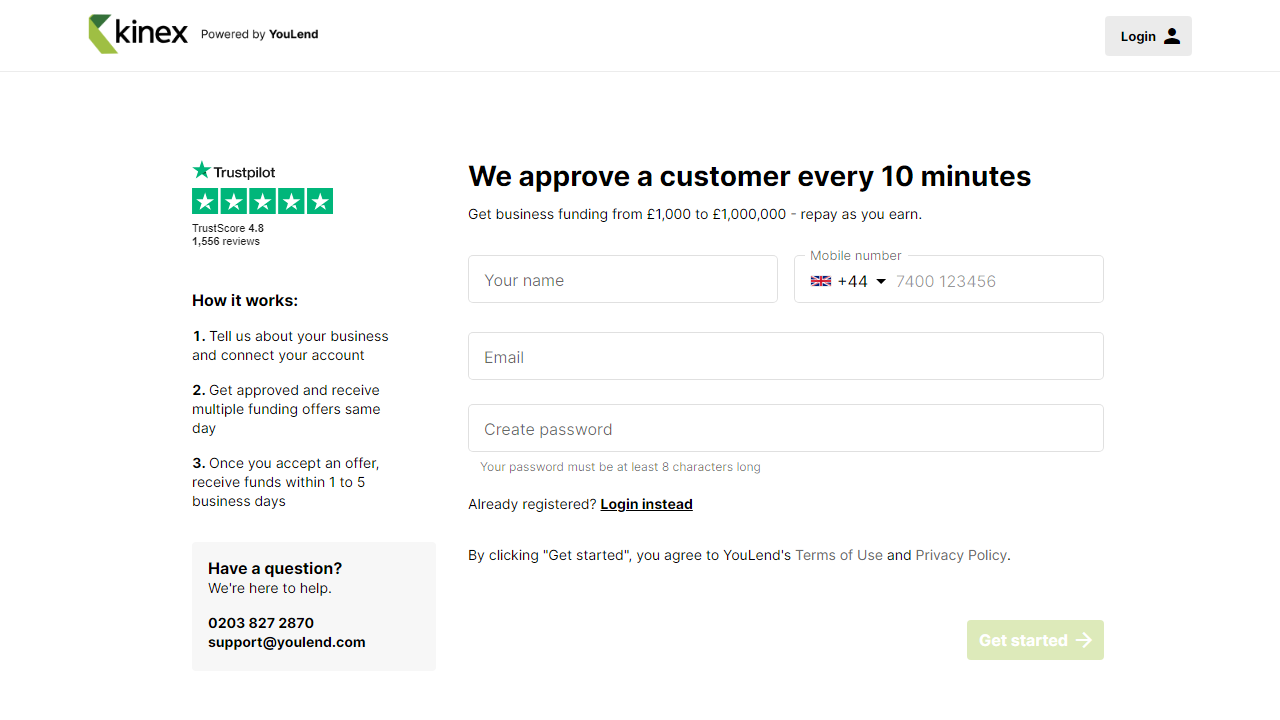 kinex Powered by YouLend
Login
Trustpilot
TrustScore 4.8
1,556 reviews
How it works:
1. Tell us about your business
and connect your account
2. Get approved and receive
multiple funding offers same
day
3. Once you accept an offer,
receive funds within 1 to 5
business days
Have a question?
We're here to help.
0203 827 2870
support@youlend.com
We approve a customer every 10 minutes
Get business funding from £1,000 to £1,000,000 - repay as you earn.
Your name
Mobile number
+44 7400 123456
Email
Create password
Your password must be at least 8 characters long
Already registered? Login instead
By clicking "Get started", you agree to YouLend's Terms of Use and Privacy Policy.
Get started